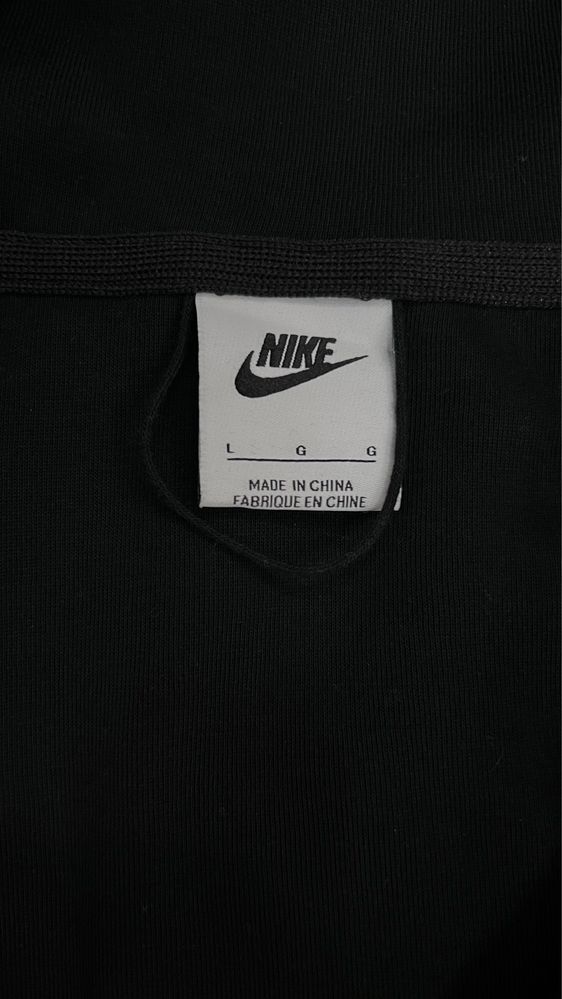 NIKE
L G G
MADE IN CHINA
FABRIQUE EN CHINE